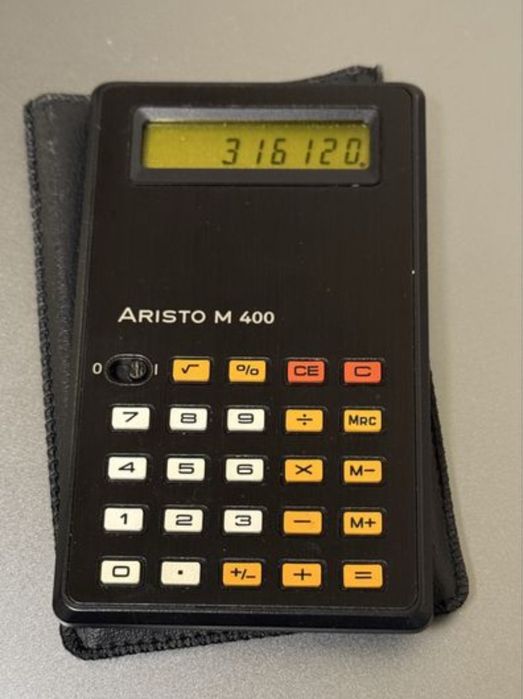 316120.
ARISTO M 400
0 I √ % CE C
7 8 9 ÷ MRC
4 5 6 × M−
1 2 3 − M+
0 . +/− + =